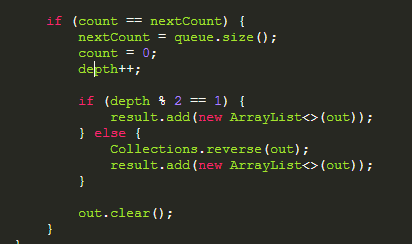 if (count == nextCount) {
    nextCount = queue.size();
    count = 0;
    depth++;

    if (depth % 2 == 1) {
        result.add(new ArrayList<>(out));
    } else {
        Collections.reverse(out);
        result.add(new ArrayList<>(out));
    }

    out.clear();
}